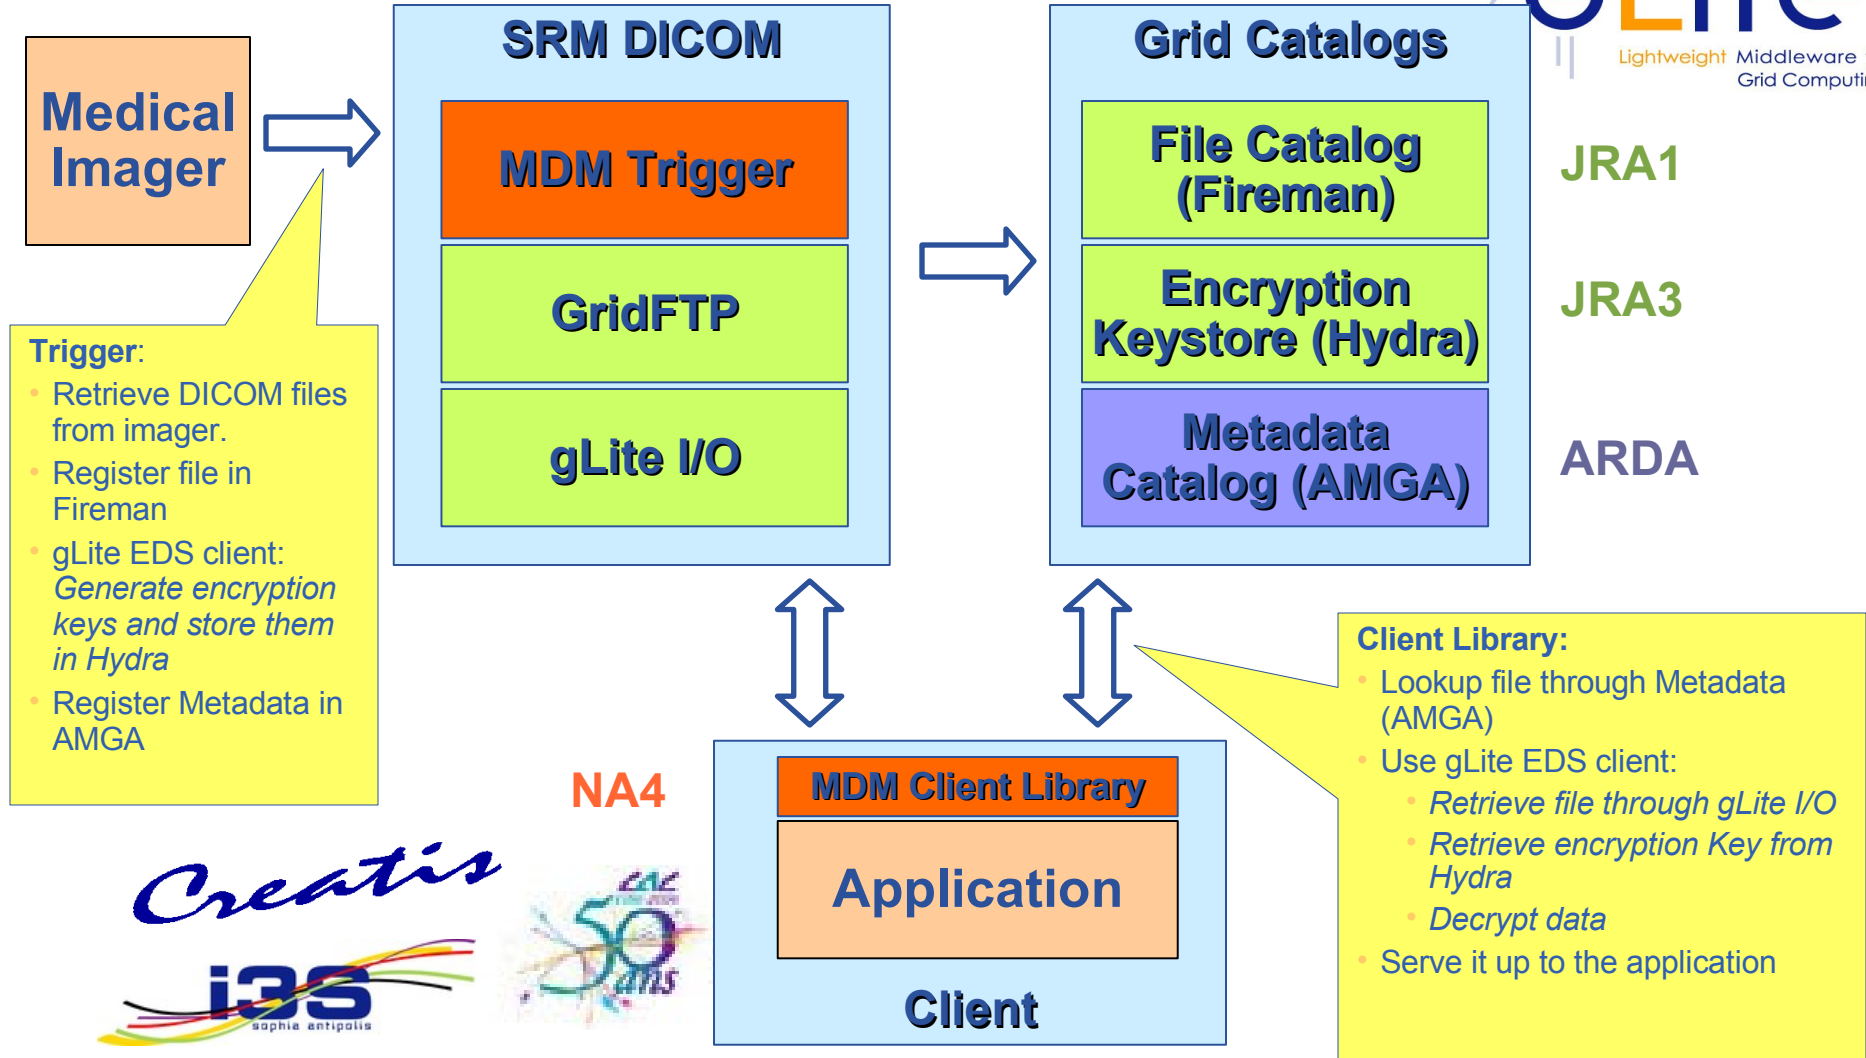 SRM DICOM
Grid Catalogs
Lightweight Middleware
Grid Computin
Medical
Imager
MDM Trigger
GridFTP
gLite I/O
File Catalog
(Fireman)
Encryption
Keystore (Hydra)
Metadata
Catalog (AMGA)
JRA1
JRA3
ARDA
Trigger:
• Retrieve DICOM files
from imager.
• Register file in
Fireman
• gLite EDS client:
Generate encryption
keys and store them
in Hydra
• Register Metadata in
AMGA
NA4
MDM Client Library
Application
Client
Client Library:
• Lookup file through Metadata
(AMGA)
• Use gLite EDS client:
• Retrieve file through gLite I/O
• Retrieve encryption Key from
Hydra
• Decrypt data
• Serve it up to the application
Creatis
i3S
sophia antipolis
50
ans